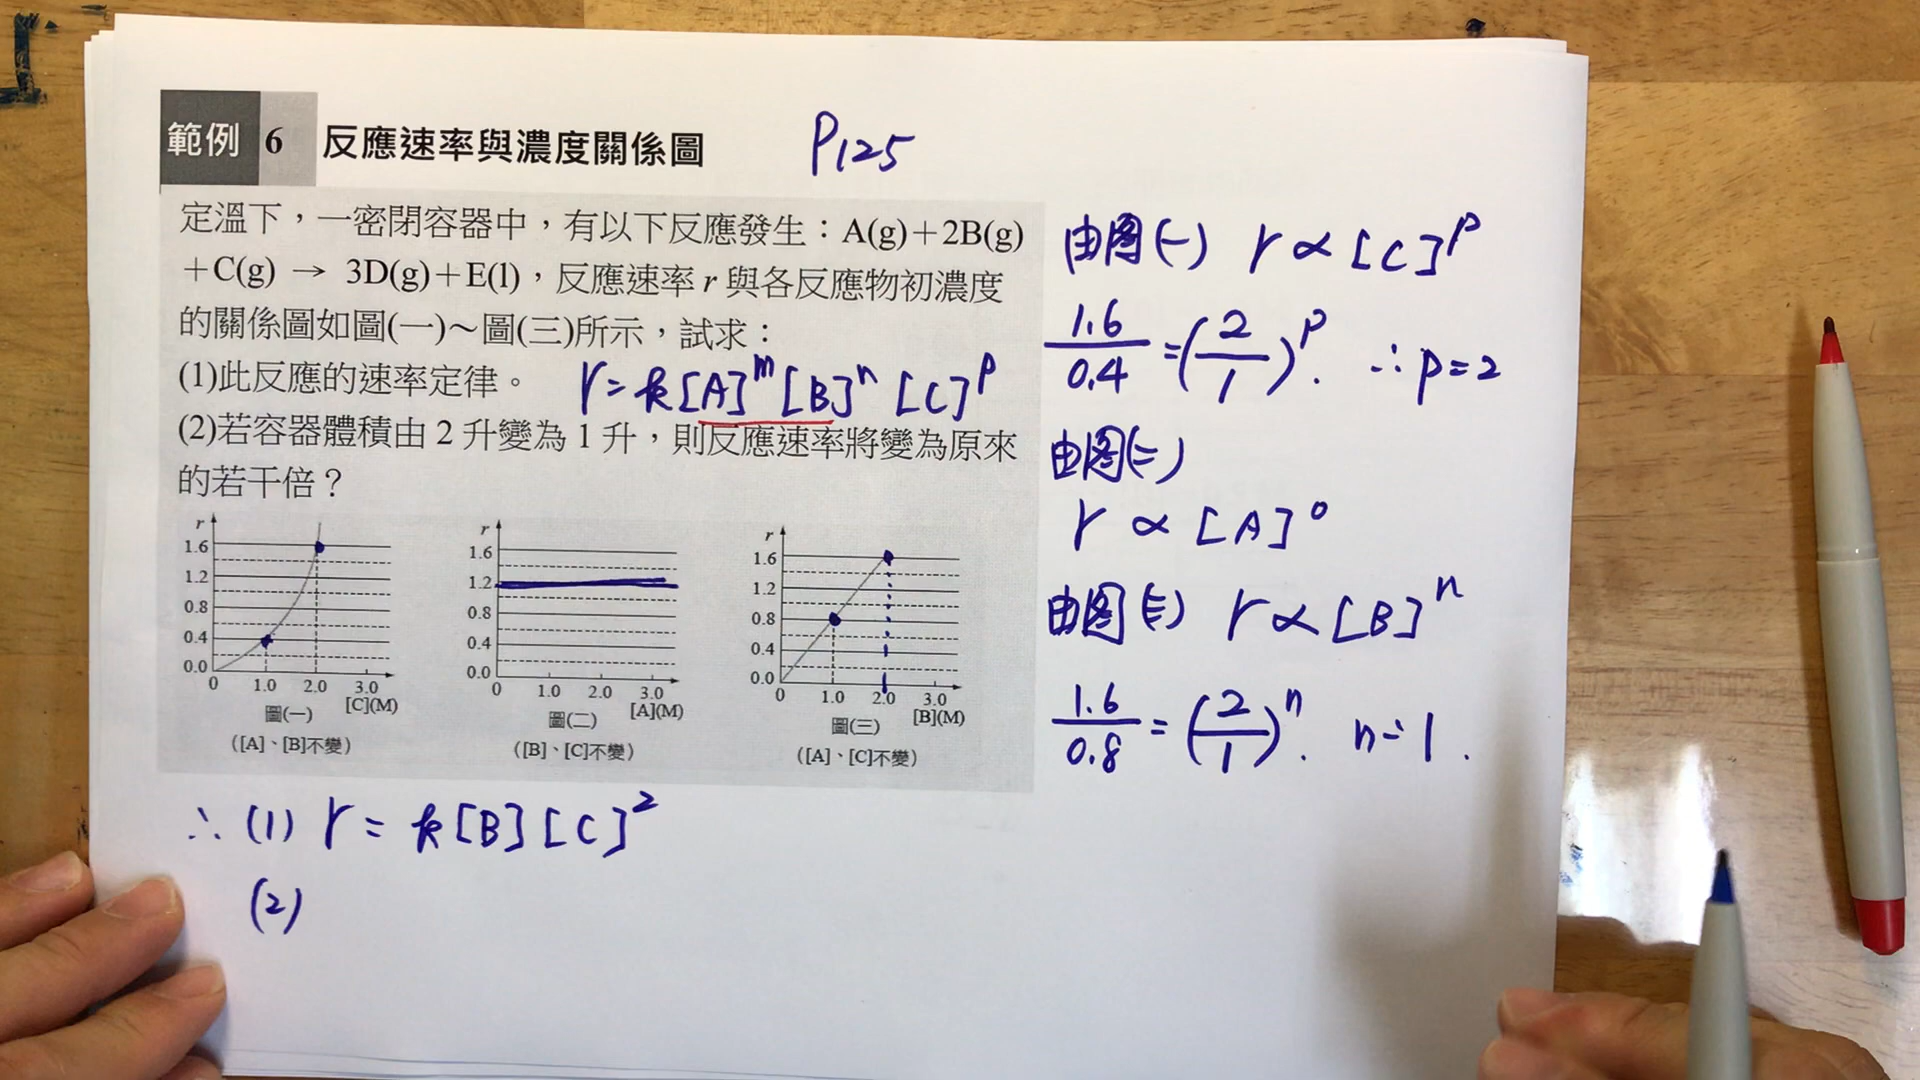 範例 6 反應速率與濃度關係圖 P125
定溫下，一密閉容器中，有以下反應發生：A(g)＋2B(g)
＋C(g) → 3D(g)＋E(l)，反應速率 r 與各反應物初濃度
的關係圖如圖(一)～圖(三)所示，試求：
(1)此反應的速率定律。 r=k[A]^m[B]^n[C]^p
(2)若容器體積由 2 升變為 1 升，則反應速率將變為原來
的若干倍？
r
1.6
1.2
0.8
0.4
0.0
0 1.0 2.0 3.0
[C](M)
圖(一)
([A]、[B]不變)
r
1.6
1.2
0.8
0.4
0.0
0 1.0 2.0 3.0
[A](M)
圖(二)
([B]、[C]不變)
r
1.6
1.2
0.8
0.4
0.0
0 1.0 2.0 3.0
[B](M)
圖(三)
([A]、[C]不變)
由图(一) r∝[C]^p
1.6/0.4=(2/1)^p. ∴p=2
由图(二)
r∝[A]^0
由图(三) r∝[B]^n
1.6/0.8=(2/1)^n. n=1.
∴(1) r=k[B][C]^2
(2)